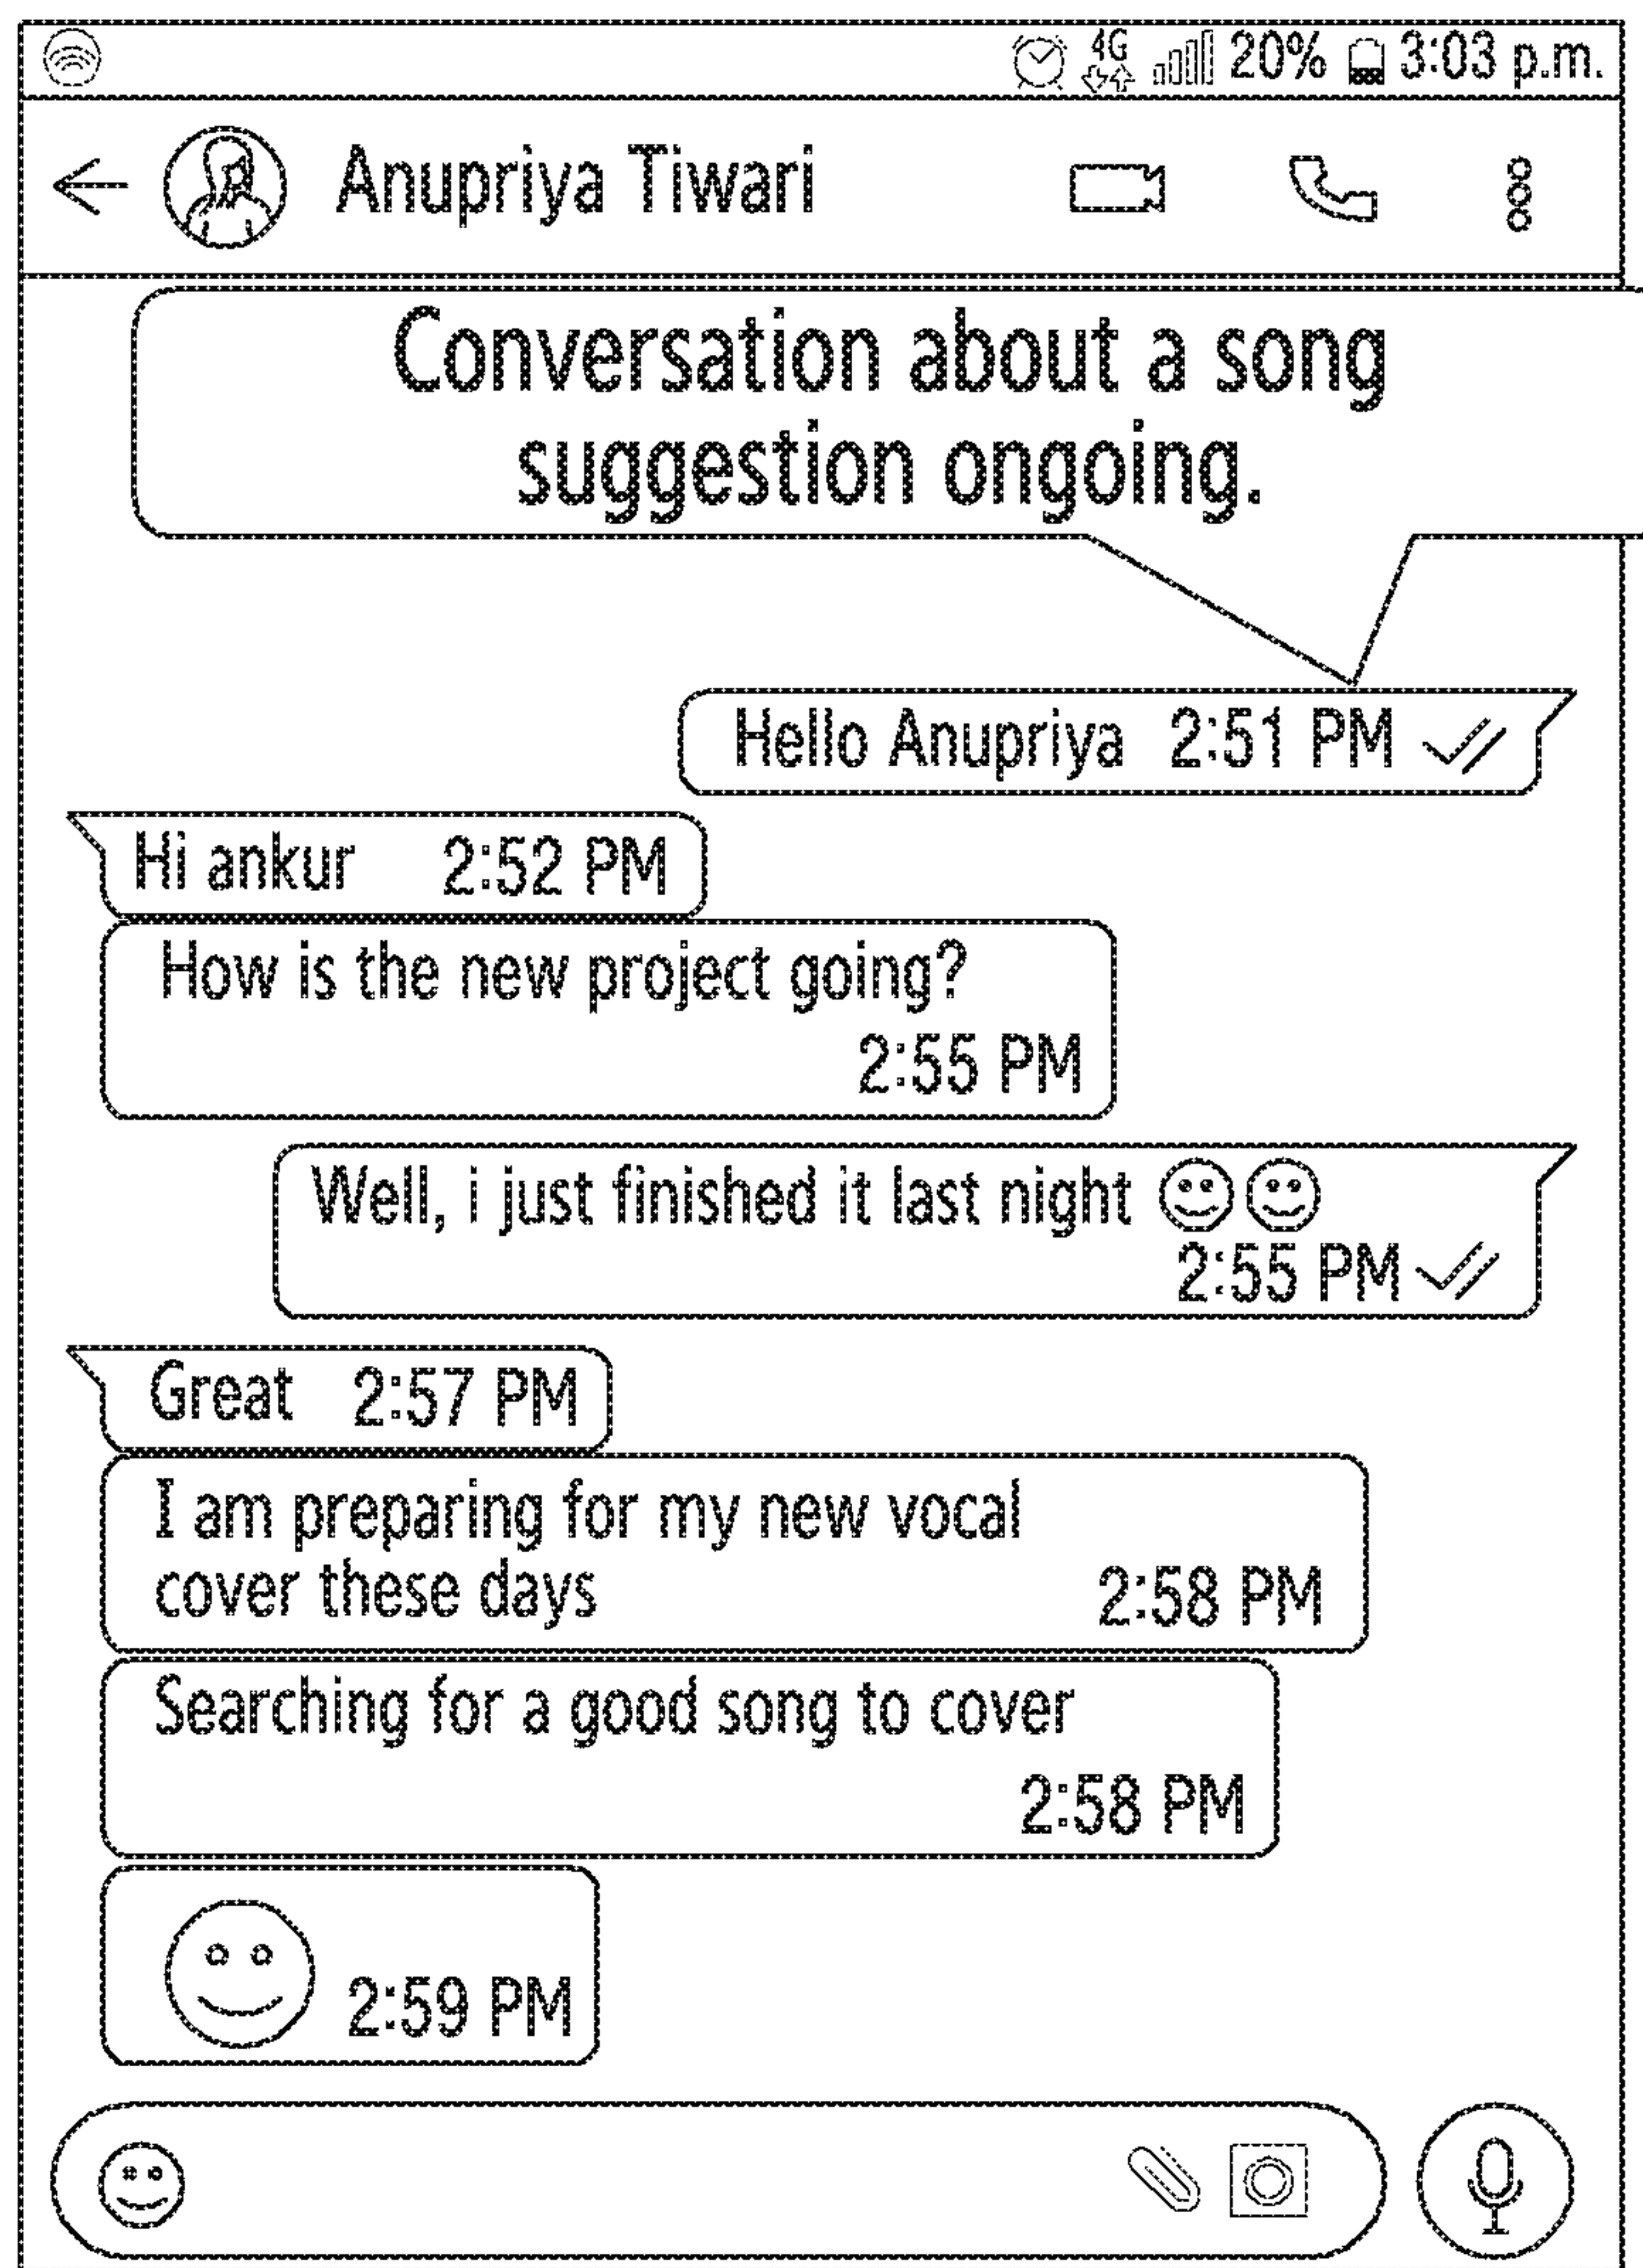 4G 20% 3:03 p.m.
Anupriya Tiwari
Conversation about a song
suggestion ongoing.
Hello Anupriya 2:51 PM
Hi ankur 2:52 PM
How is the new project going?
2:55 PM
Well, i just finished it last night
2:55 PM
Great 2:57 PM
I am preparing for my new vocal
cover these days 2:58 PM
Searching for a good song to cover
2:58 PM
2:59 PM